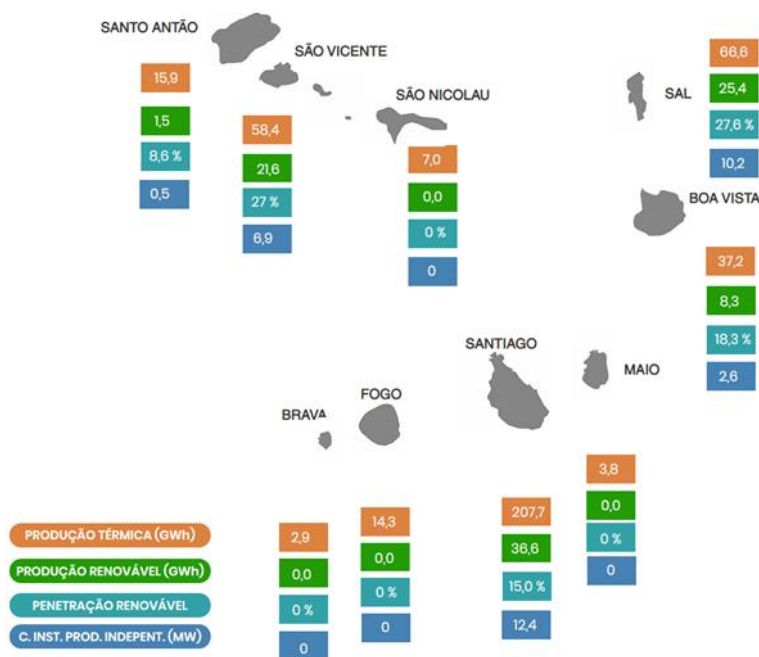 SANTO ANTÃO
15,9
1,5
8,6 %
0,5
SÃO VICENTE
58,4
21,6
27 %
6,9
SÃO NICOLAU
7,0
0,0
0 %
0
SAL
66,6
25,4
27,6 %
10,2
BOA VISTA
37,2
8,3
18,3 %
2,6
SANTIAGO
207,7
36,6
15,0 %
12,4
MAIO
3,8
0,0
0 %
0
FOGO
14,3
0,0
0 %
0
BRAVA
2,9
0,0
0 %
0
PRODUÇÃO TÉRMICA (GWh)
PRODUÇÃO RENOVÁVEL (GWh)
PENETRAÇÃO RENOVÁVEL
C. INST. PROD. INDEPENT. (MW)